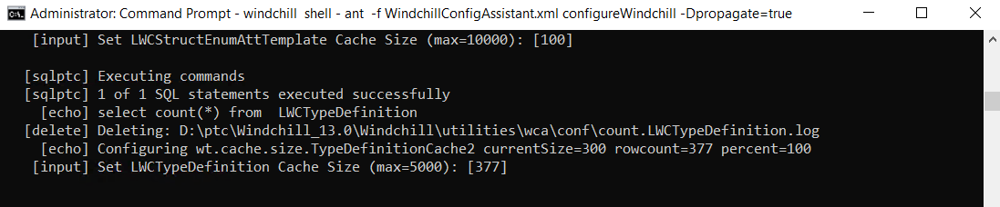 Administrator: Command Prompt - windchill  shell - ant  -f WindchillConfigAssistant.xml configureWindchill -Dpropagate=true
[input] Set LWCStructEnumAttTemplate Cache Size (max=10000): [100]
[sqlptc] Executing commands
[sqlptc] 1 of 1 SQL statements executed successfully
[echo] select count(*) from  LWCTypeDefinition
[delete] Deleting: D:\ptc\Windchill_13.0\Windchill\utilities\wca\conf\count.LWCTypeDefinition.log
[echo] Configuring wt.cache.size.TypeDefinitionCache2 currentSize=300 rowcount=377 percent=100
[input] Set LWCTypeDefinition Cache Size (max=5000): [377]